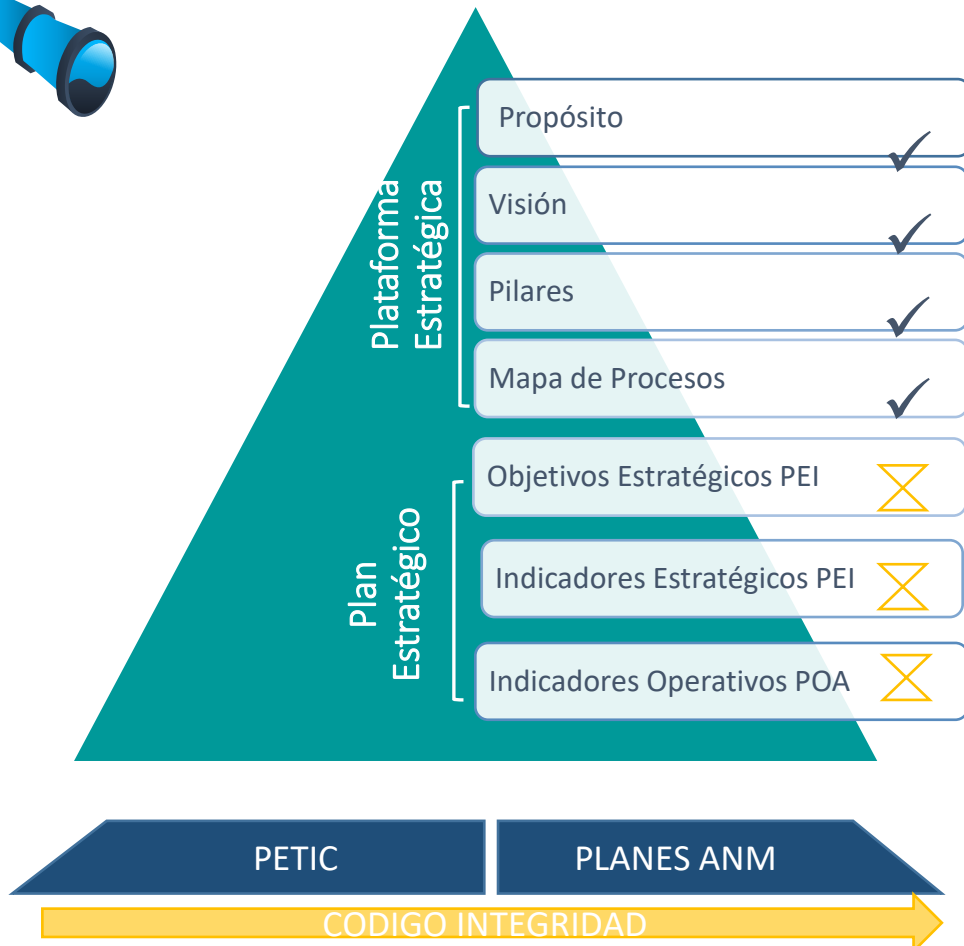 Plataforma
Estratégica
Propósito
Visión
Pilares
Mapa de Procesos
Plan
Estratégico
Objetivos Estratégicos PEI
Indicadores Estratégicos PEI
Indicadores Operativos POA
PETIC
PLANES ANM
CODIGO INTEGRIDAD